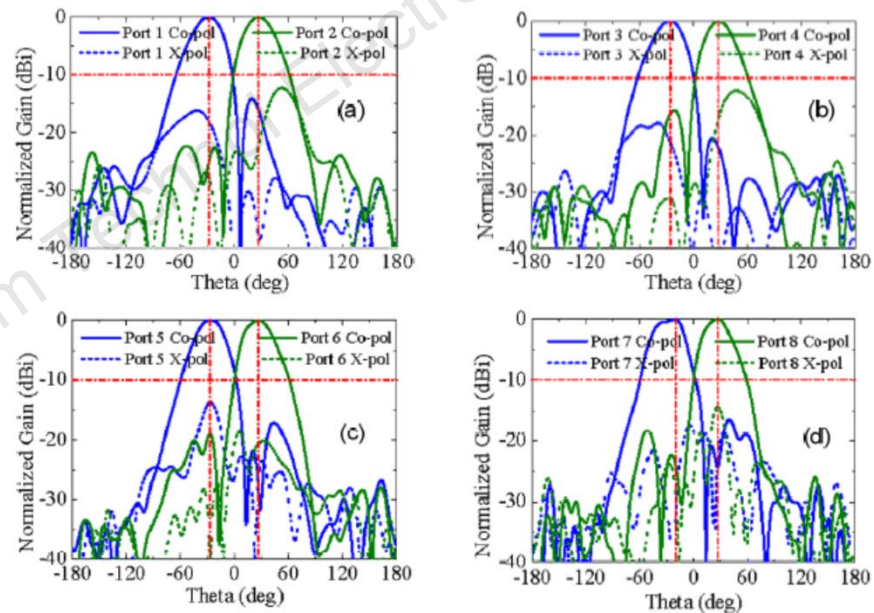 m Technol Electro
0
-10
-20
-30
-40
Normalized Gain (dBi)
Port 1 Co-pol
Port 1 X-pol
Port 2 Co-pol
Port 2 X-pol
(a)
-180
-120
-60
0
60
120
180
Theta (deg)
0
-10
-20
-30
-40
Normalized Gain (dB)
Port 3 Co-pol
Port 3 X-pol
Port 4 Co-pol
Port 4 X-pol
(b)
-180
-120
-60
0
60
120
180
Theta (deg)
0
-10
-20
-30
-40
Normalized Gain (dBi)
Port 5 Co-pol
Port 5 X-pol
Port 6 Co-pol
Port 6 X-pol
(c)
-180
-120
-60
0
60
120
180
Theta (deg)
0
-10
-20
-30
-40
Normalized Gain (dBi)
Port 7 Co-pol
Port 7 X-pol
Port 8 Co-pol
Port 8 X-pol
(d)
-180
-120
-60
0
60
120
180
Theta (deg)